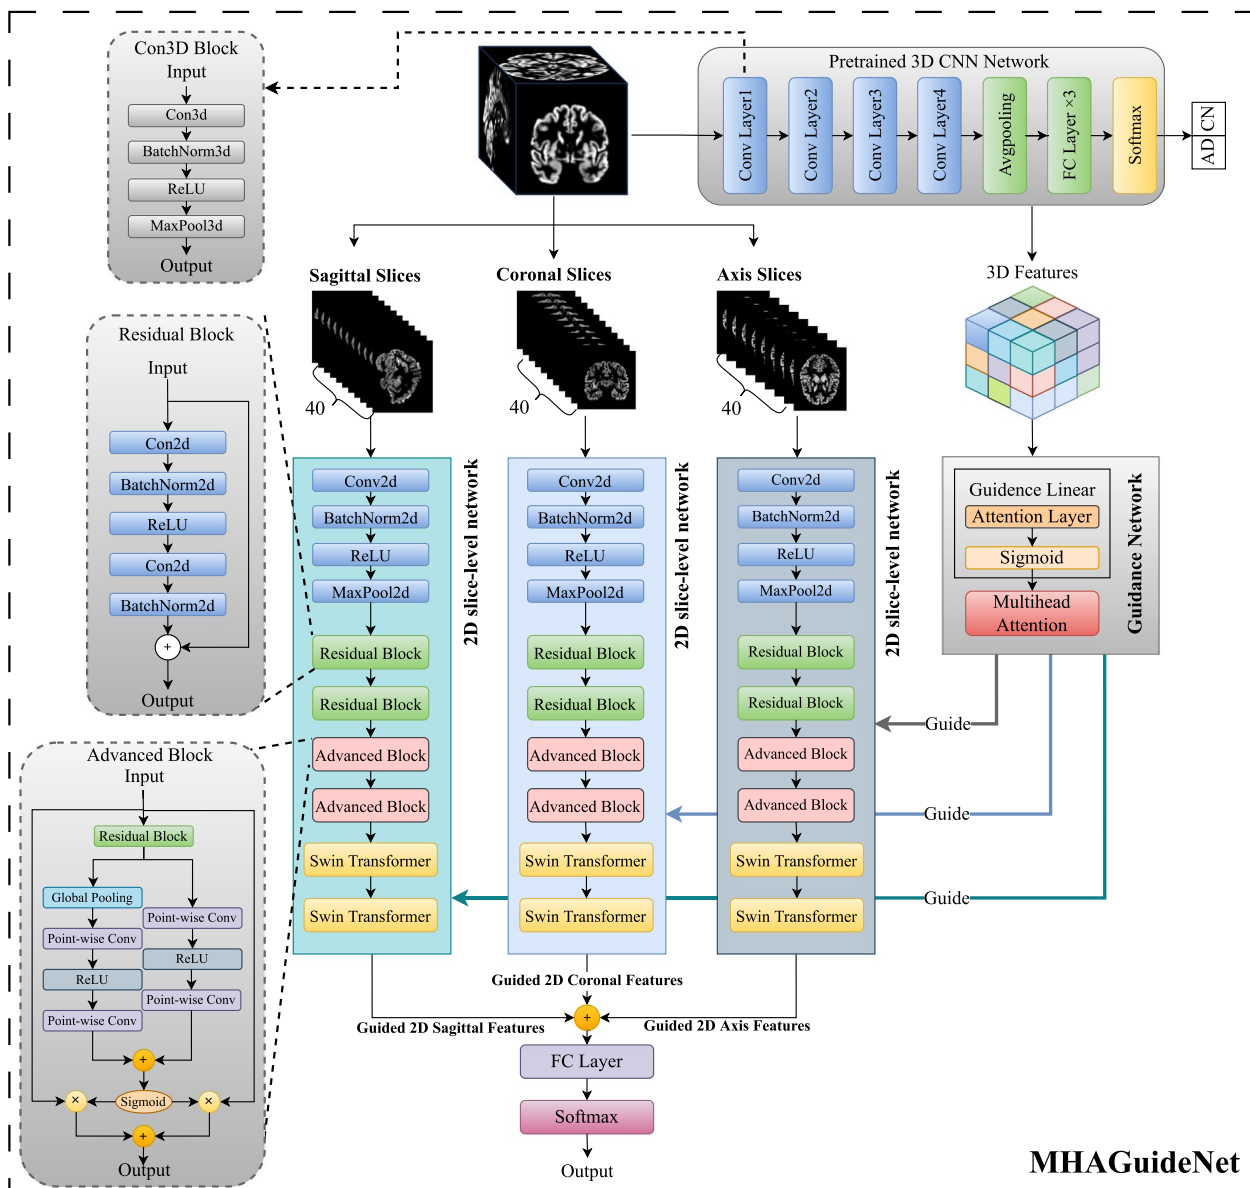 Con3D Block
Input
Con3d
BatchNorm3d
ReLU
MaxPool3d
Output
Pretrained 3D CNN Network
Conv Layer1
Conv Layer2
Conv Layer3
Conv Layer4
Avgpooling
FC Layer ×3
Softmax
AD CN
Sagittal Slices
Coronal Slices
Axis Slices
3D Features
40
40
40
Residual Block
Input
Con2d
BatchNorm2d
ReLU
Con2d
BatchNorm2d
+
Output
Conv2d
BatchNorm2d
ReLU
MaxPool2d
Residual Block
Residual Block
Advanced Block
Advanced Block
Swin Transformer
Swin Transformer
2D slice-level network
Conv2d
BatchNorm2d
ReLU
MaxPool2d
Residual Block
Residual Block
Advanced Block
Advanced Block
Swin Transformer
Swin Transformer
2D slice-level network
Conv2d
BatchNorm2d
ReLU
MaxPool2d
Residual Block
Residual Block
Advanced Block
Advanced Block
Swin Transformer
Swin Transformer
2D slice-level network
Guidence Linear
Attention Layer
Sigmoid
Multihead
Attention
Guidance Network
Guide
Guide
Guide
Advanced Block
Input
Residual Block
Global Pooling
Point-wise Conv
ReLU
Point-wise Conv
Point-wise Conv
ReLU
Point-wise Conv
+
×
Sigmoid
×
+
Output
Guided 2D Coronal Features
Guided 2D Sagittal Features
+
Guided 2D Axis Features
FC Layer
Softmax
Output
MHAGuideNet